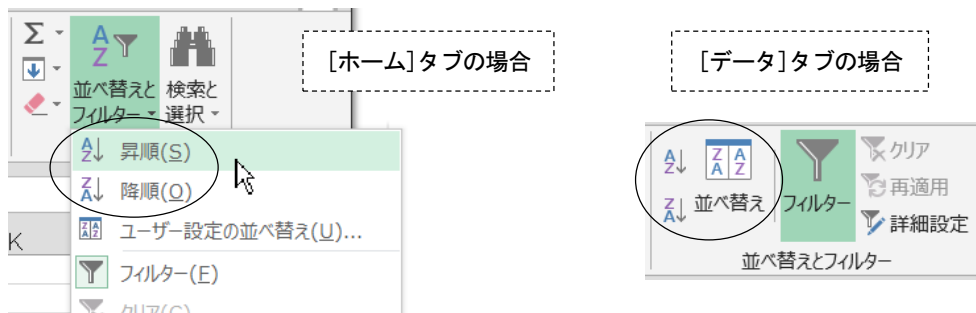 [ホーム]タブの場合
並べ替えと 検索と
フィルター 選択
昇順(S)
降順(O)
ユーザー設定の並べ替え(U)...
フィルター(F)
クリア(C)
K
[データ]タブの場合
並べ替え
フィルター
クリア
再適用
詳細設定
並べ替えとフィルター